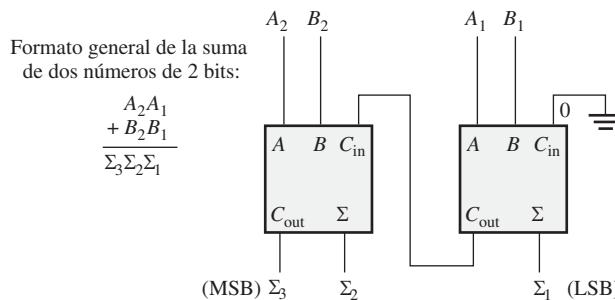 Formato general de la suma
de dos números de 2 bits:
A2A1
+ B2B1
Σ3Σ2Σ1
A2 B2
A1 B1
0
A B Cin
Cout Σ
A B Cin
Cout Σ
(MSB) Σ3 Σ2
Σ1 (LSB